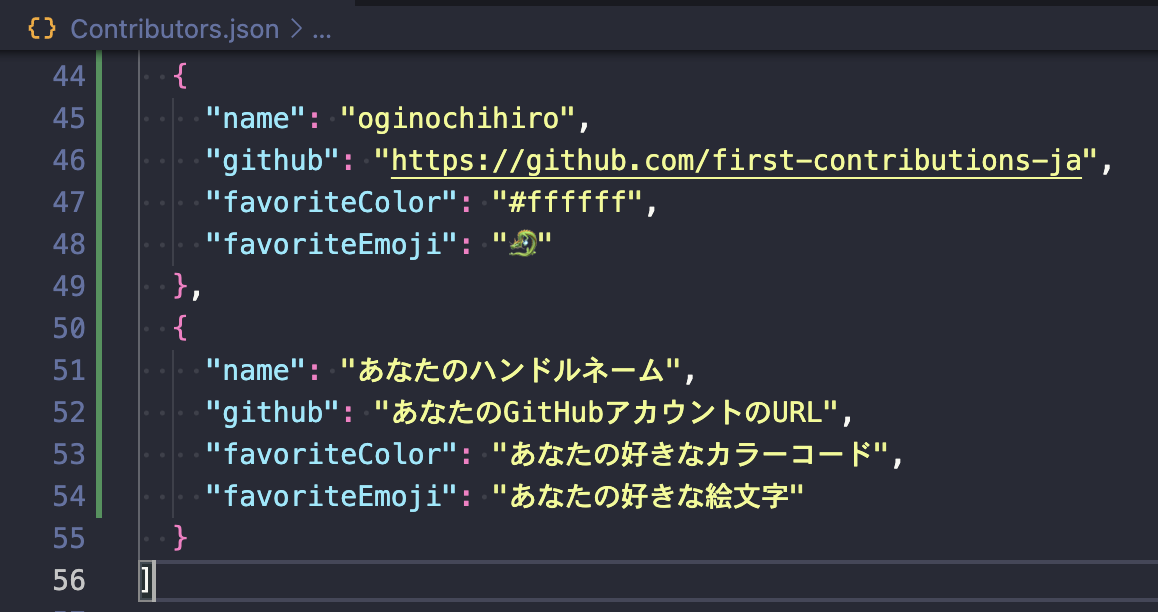 {} Contributors.json > ...
44 {
45 "name": "oginochihiro",
46 "github": "https://github.com/first-contributions-ja",
47 "favoriteColor": "#ffffff",
48 "favoriteEmoji": "🐉"
49 },
50 {
51 "name": "あなたのハンドルネーム",
52 "github": "あなたのGitHubアカウントのURL",
53 "favoriteColor": "あなたの好きなカラーコード",
54 "favoriteEmoji": "あなたの好きな絵文字"
55 }
56 ]